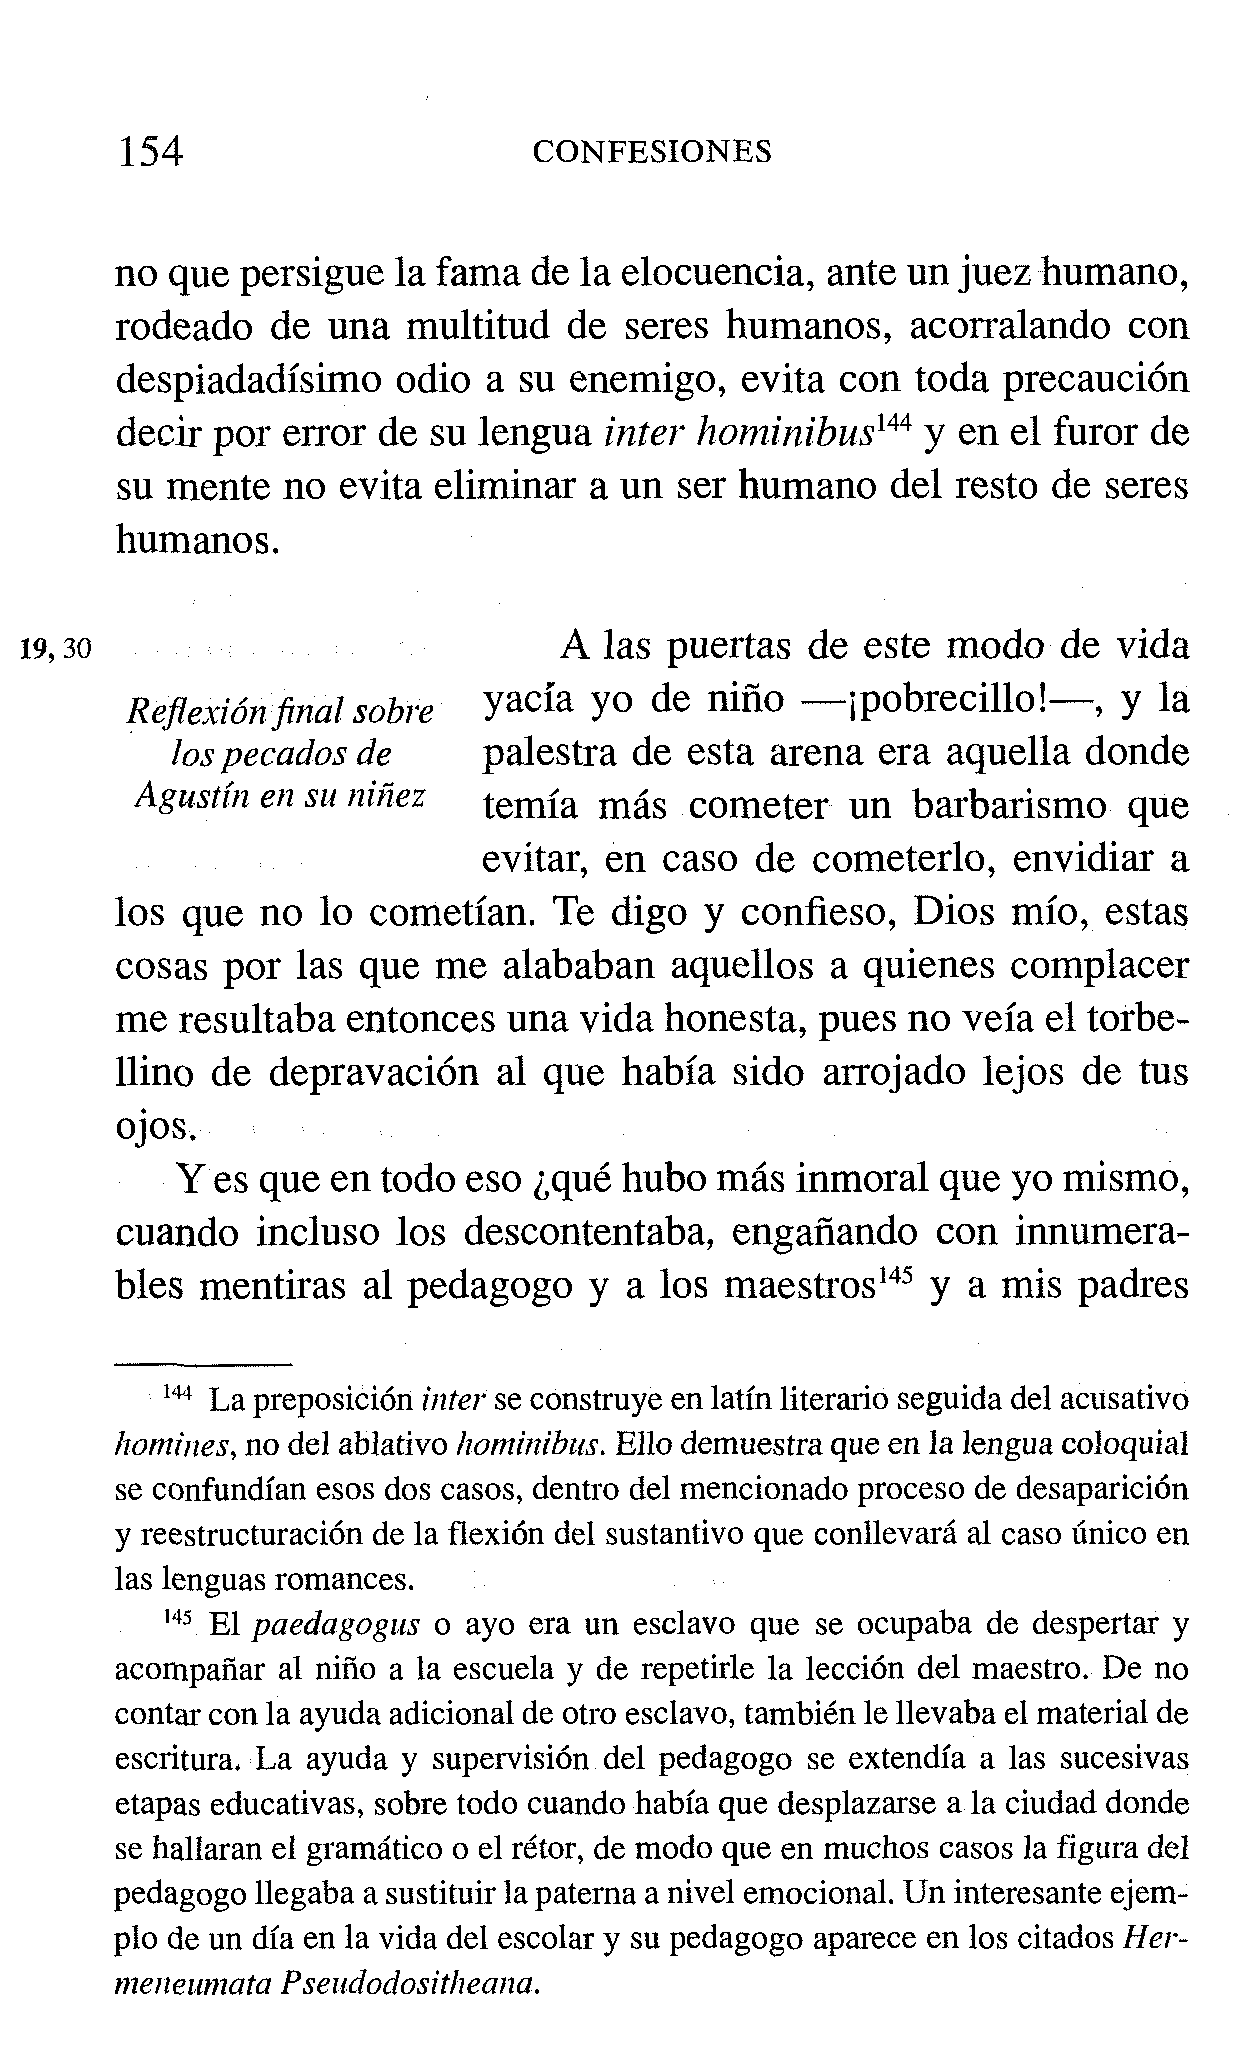 154 CONFESIONES
no que persigue la fama de la elocuencia, ante un juez humano,
rodeado de una multitud de seres humanos, acorralando con
despiadadísimo odio a su enemigo, evita con toda precaución
decir por error de su lengua inter hominibus¹⁴⁴ y en el furor de
su mente no evita eliminar a un ser humano del resto de seres
humanos.
19, 30
Reflexión final sobre
los pecados de
Agustín en su niñez
A las puertas de este modo de vida
yacía yo de niño —¡pobrecillo!—, y la
palestra de esta arena era aquella donde
temía más cometer un barbarismo que
evitar, en caso de cometerlo, envidiar a
los que no lo cometían. Te digo y confieso, Dios mío, estas
cosas por las que me alababan aquellos a quienes complacer
me resultaba entonces una vida honesta, pues no veía el torbe-
llino de depravación al que había sido arrojado lejos de tus
ojos.
Y es que en todo eso ¿qué hubo más inmoral que yo mismo,
cuando incluso los descontentaba, engañando con innumera-
bles mentiras al pedagogo y a los maestros¹⁴⁵ y a mis padres
¹⁴⁴ La preposición inter se construye en latín literario seguida del acusativo
homines, no del ablativo hominibus. Ello demuestra que en la lengua coloquial
se confundían esos dos casos, dentro del mencionado proceso de desaparición
y reestructuración de la flexión del sustantivo que conllevará al caso único en
las lenguas romances.
¹⁴⁵ El paedagogus o ayo era un esclavo que se ocupaba de despertar y
acompañar al niño a la escuela y de repetirle la lección del maestro. De no
contar con la ayuda adicional de otro esclavo, también le llevaba el material de
escritura. La ayuda y supervisión del pedagogo se extendía a las sucesivas
etapas educativas, sobre todo cuando había que desplazarse a la ciudad donde
se hallaran el gramático o el rétor, de modo que en muchos casos la figura del
pedagogo llegaba a sustituir la paterna a nivel emocional. Un interesante ejem-
plo de un día en la vida del escolar y su pedagogo aparece en los citados Her-
meneumata Pseudodositheana.